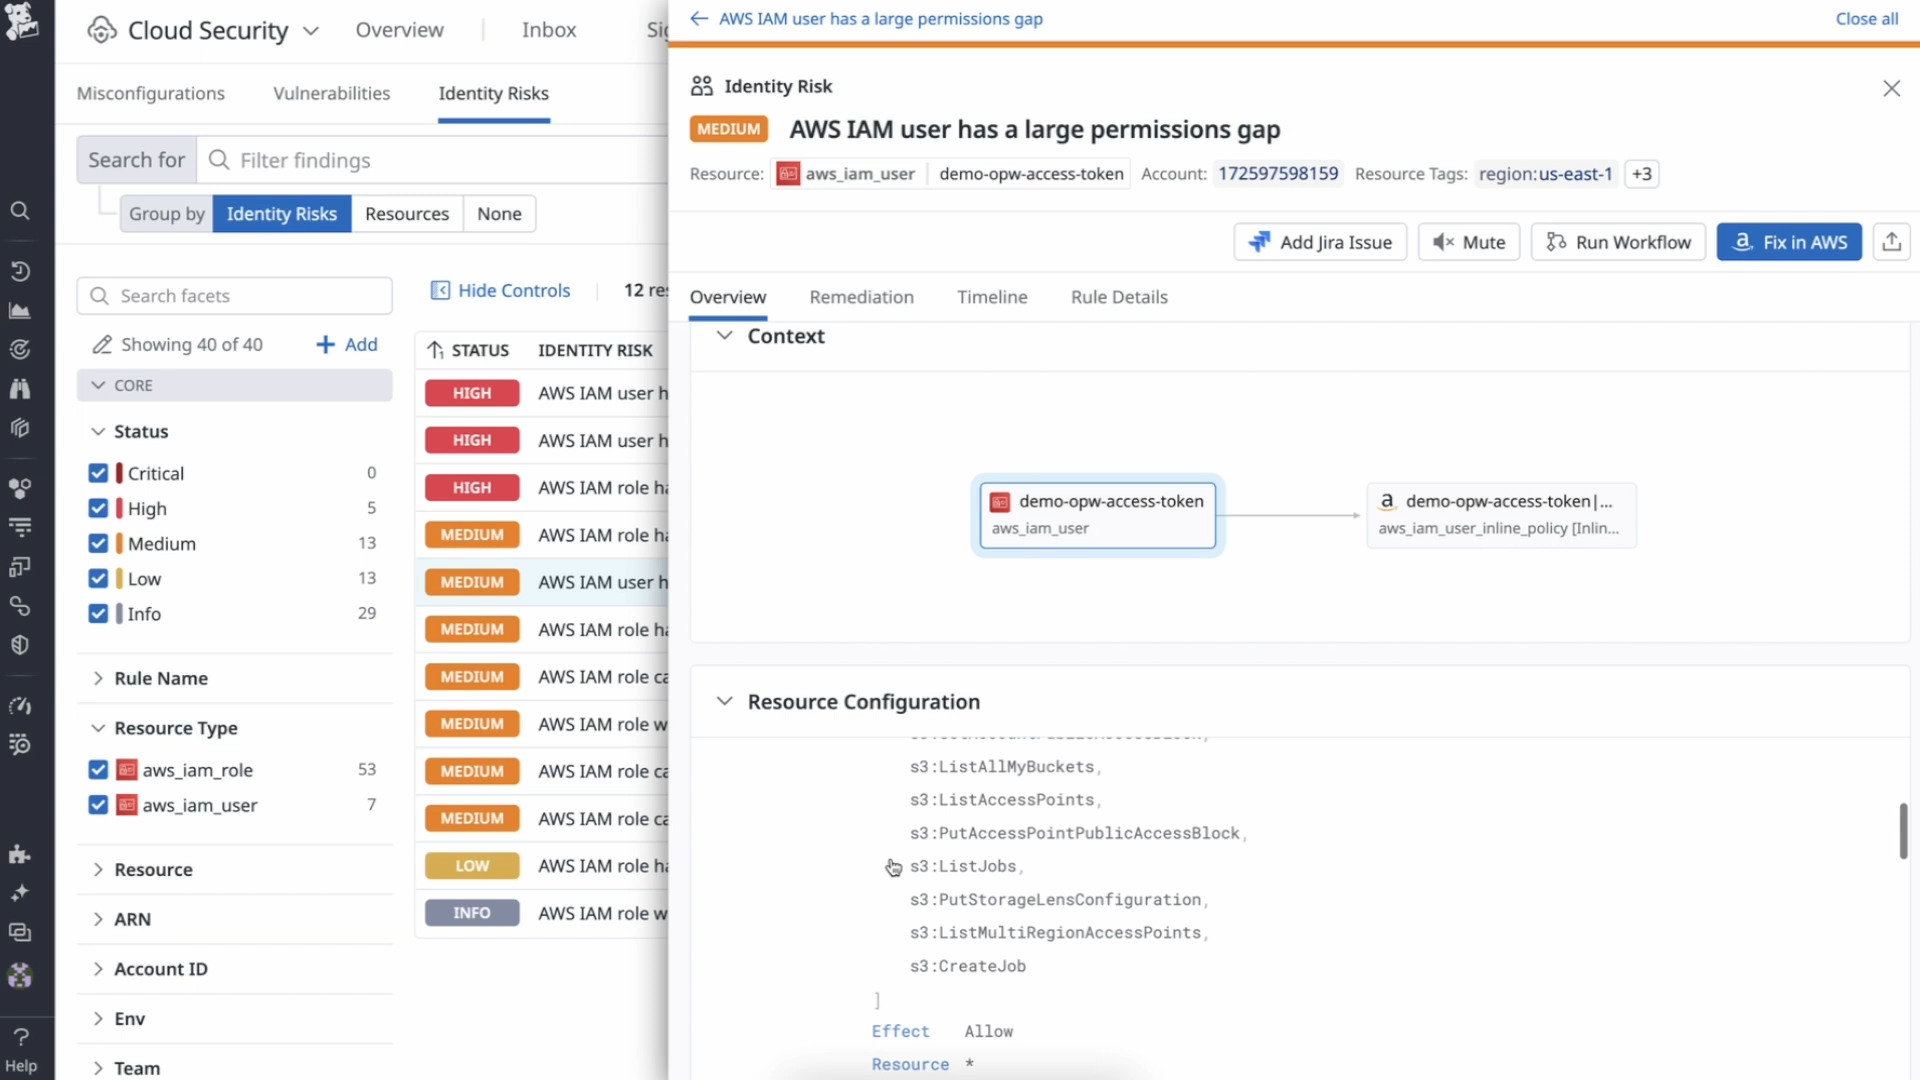 AWS IAM user has a large permissions gap
Close all
Cloud Security
Overview
Inbox
Misconfigurations
Vulnerabilities
Identity Risks
Identity Risk
MEDIUM
AWS IAM user has a large permissions gap
Resource: aws_iam_user demo-opw-access-token Account: 172597598159 Resource Tags: region:us-east-1 +3
Search for
Filter findings
Group by Identity Risks Resources None
Add Jira Issue
Mute
Run Workflow
Fix in AWS
Overview
Remediation
Timeline
Rule Details
Search facets
Hide Controls
12 res
Showing 40 of 40
+ Add
CORE
Status
Critical 0
High 5
Medium 13
Low 13
Info 29
Rule Name
Resource Type
aws_iam_role 53
aws_iam_user 7
Resource
ARN
Account ID
Env
Team
Help
STATUS IDENTITY RISK
HIGH AWS IAM user h
HIGH AWS IAM user h
HIGH AWS IAM role ha
MEDIUM AWS IAM role ha
MEDIUM AWS IAM user h
MEDIUM AWS IAM role ha
MEDIUM AWS IAM role ca
MEDIUM AWS IAM role w
MEDIUM AWS IAM role ca
MEDIUM AWS IAM role ca
LOW AWS IAM role ha
INFO AWS IAM role w
Context
demo-opw-access-token
aws_iam_user
demo-opw-access-token|...
aws_iam_user_inline_policy [Inlin...
Resource Configuration
s3:ListAllMyBuckets,
s3:ListAccessPoints,
s3:PutAccessPointPublicAccessBlock,
s3:ListJobs,
s3:PutStorageLensConfiguration,
s3:ListMultiRegionAccessPoints,
s3:CreateJob
]
Effect Allow
Resource *